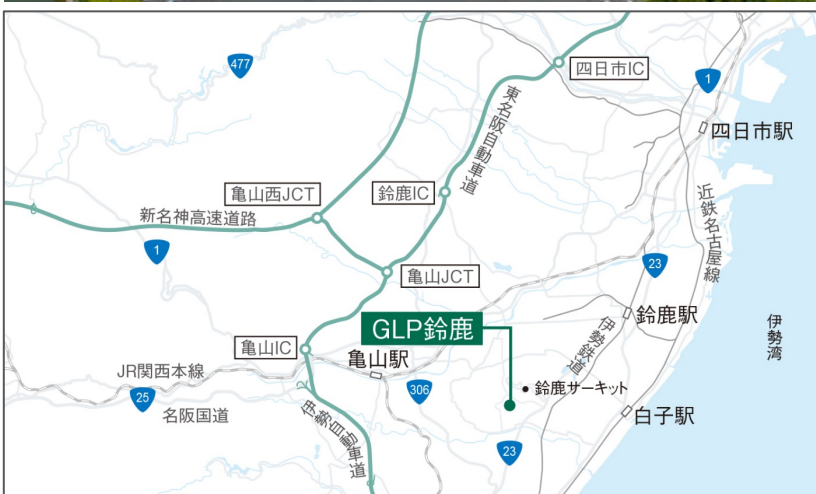 477
四日市IC
1
東名阪自動車道
四日市駅
亀山西JCT
鈴鹿IC
新名神高速道路
近鉄名古屋線
1
亀山JCT
23
GLP鈴鹿
鈴鹿駅
伊勢湾
亀山IC
亀山駅
伊勢鉄道
JR関西本線
306
鈴鹿サーキット
25
名阪国道
伊勢自動車道
白子駅
23